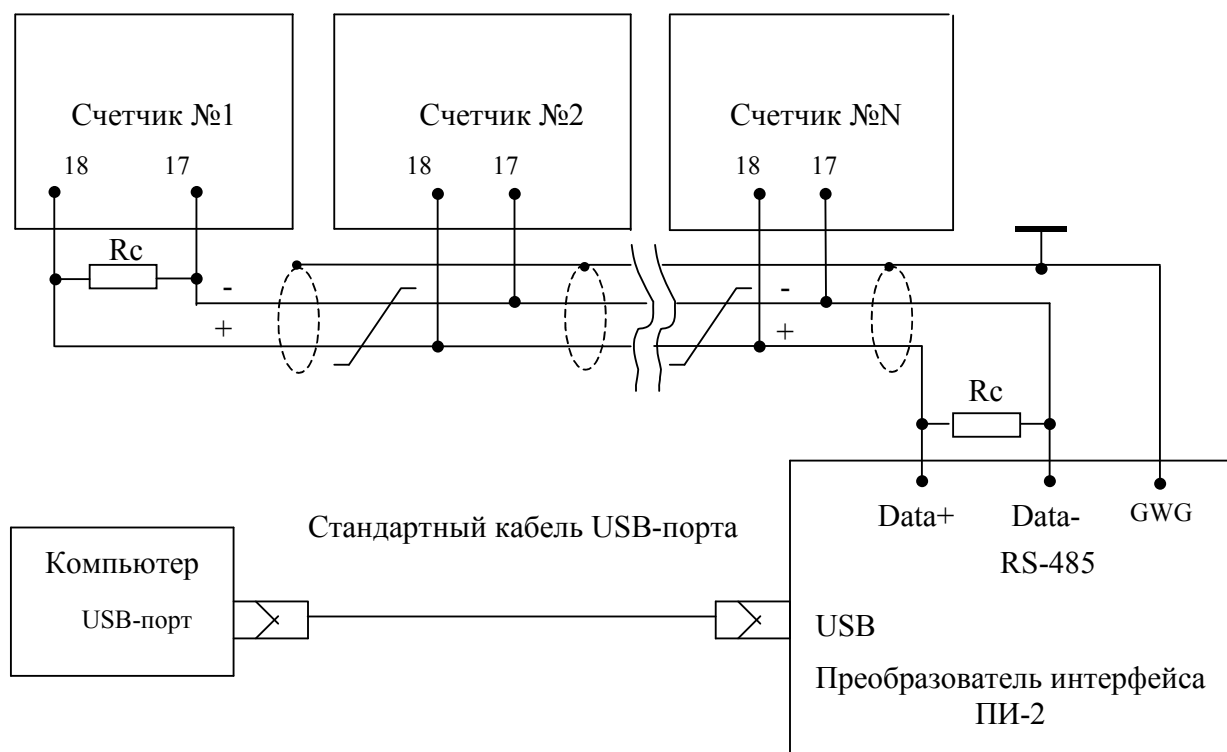 Счетчик №1 Счетчик №2 Счетчик №N
18 17 18 17 18 17
Rc
- -
+ +
Rc
Data+ Data- GWG
RS-485
Стандартный кабель USB-порта
Компьютер
USB-порт
USB
Преобразователь интерфейса
ПИ-2